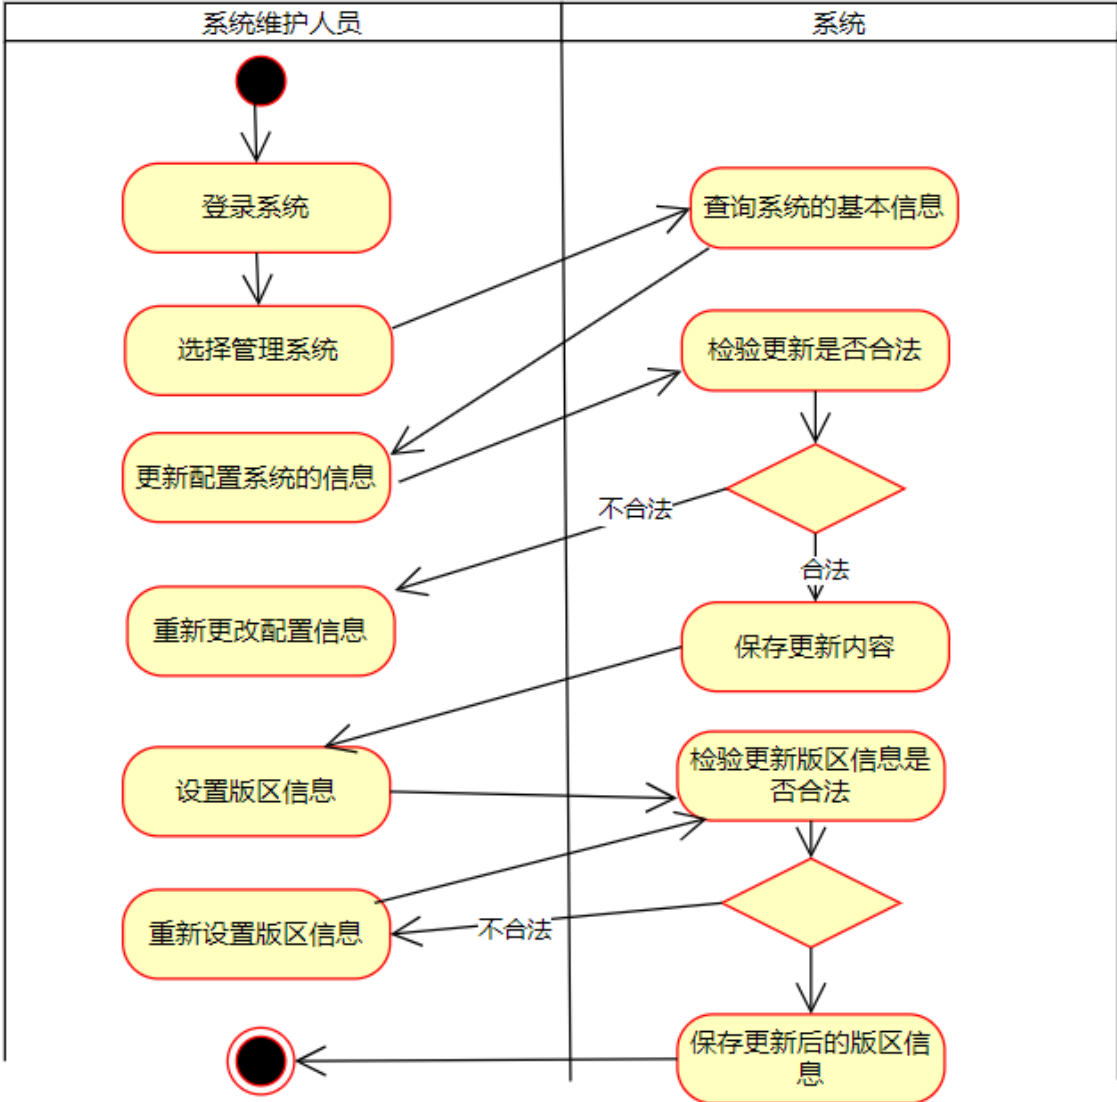 系统维护人员
系统
登录系统
查询系统的基本信息
选择管理系统
检验更新是否合法
更新配置系统的信息
不合法
合法
重新更改配置信息
保存更新内容
设置版区信息
检验更新版区信息是
否合法
重新设置版区信息
不合法
保存更新后的版区信
息